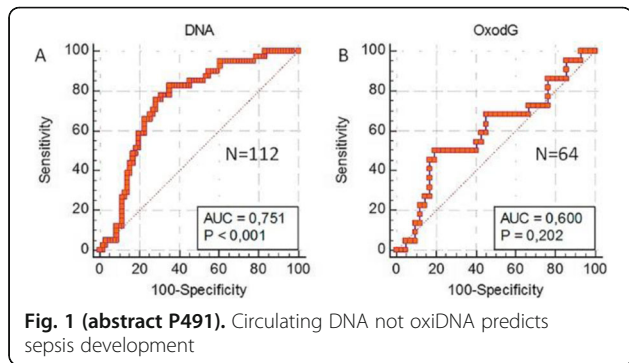 DNA
A
100
80
60
40
20
0
Sensitivity
N=112
AUC = 0,751
P < 0,001
0 20 40 60 80 100
100-Specificity
OxodG
B
100
80
60
40
20
0
Sensitivity
N=64
AUC = 0,600
P = 0,202
0 20 40 60 80 100
100-Specificity
Fig. 1 (abstract P491). Circulating DNA not oxiDNA predicts
sepsis development